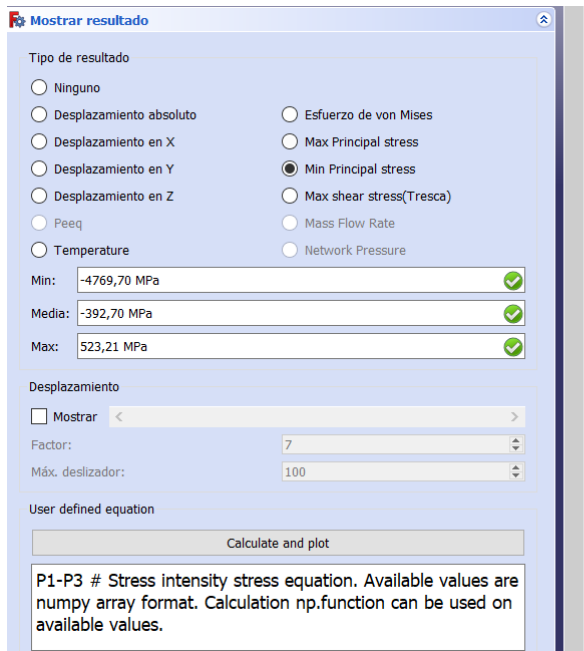 Mostrar resultado
Tipo de resultado
Ninguno
Desplazamiento absoluto Esfuerzo de von Mises
Desplazamiento en X Max Principal stress
Desplazamiento en Y Min Principal stress
Desplazamiento en Z Max shear stress(Tresca)
Peeq Mass Flow Rate
Temperature Network Pressure
Min: -4769,70 MPa
Media: -392,70 MPa
Max: 523,21 MPa
Desplazamiento
Mostrar
Factor: 7
Máx. deslizador: 100
User defined equation
Calculate and plot
P1-P3 # Stress intensity stress equation. Available values are
numpy array format. Calculation np.function can be used on
available values.